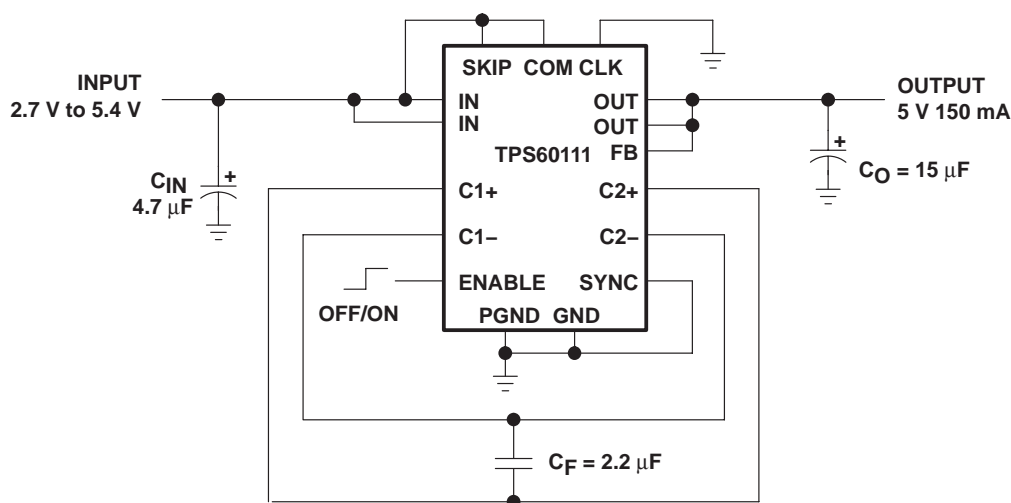 SKIP COM CLK
INPUT
2.7 V to 5.4 V
IN
IN
OUT
OUT
OUTPUT
5 V 150 mA
TPS60111
FB
+
CIN
4.7 μF
+
CO = 15 μF
C1+
C2+
C1–
C2–
ENABLE
SYNC
OFF/ON
PGND GND
CF = 2.2 μF